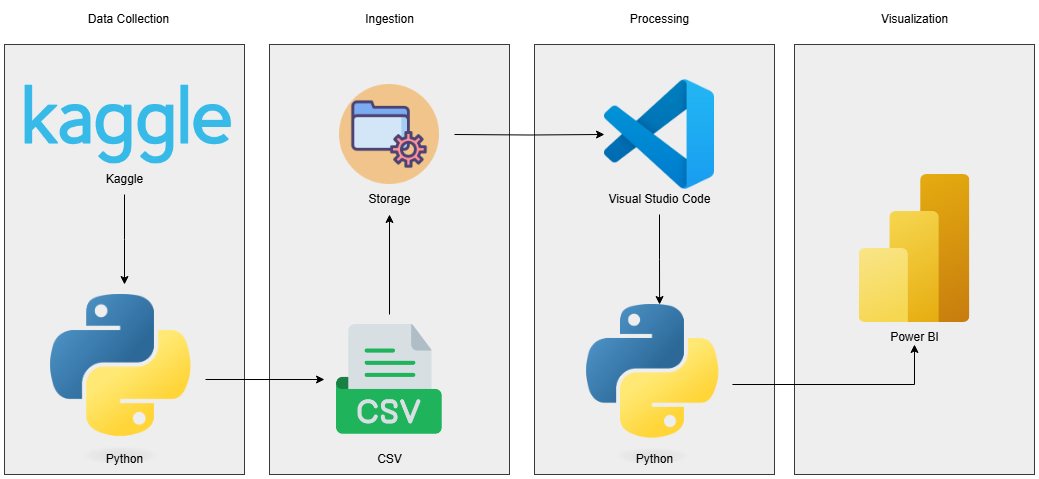 Data Collection
Ingestion
Processing
Visualization
kaggle
Kaggle
Python
Storage
CSV
CSV
Visual Studio Code
Python
Power BI